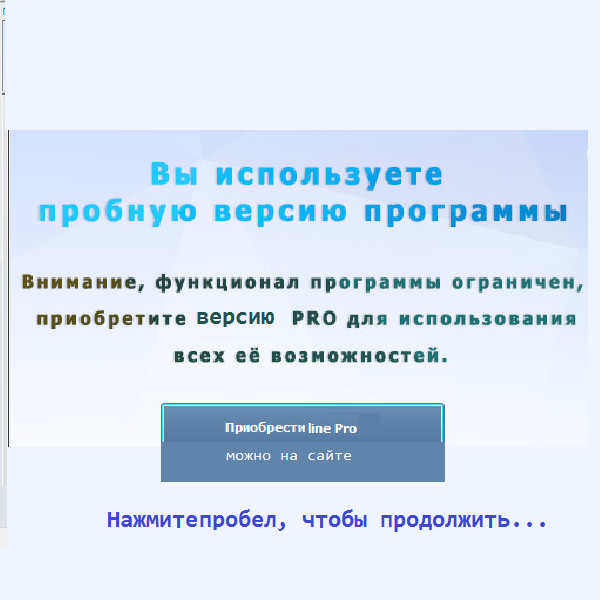 Вы используете
пробную версию программы
Внимание, функционал программы ограничен,
приобретите версию PRO для использования
всех её возможностей.
Приобрести line Pro
можно на сайте
Нажмитепробел, чтобы продолжить...